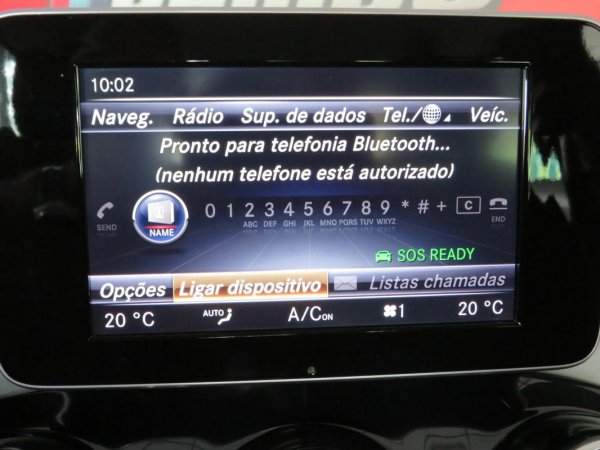 10:02
Naveg. Rádio Sup. de dados Tel./ Veíc.
Pronto para telefonia Bluetooth...
(nenhum telefone está autorizado)
0 1 2 3 4 5 6 7 8 9 * # + C
ABC DEF GHI JKL MNO PQRS TUV WXYZ
SEND NAME END
SOS READY
Opções Ligar dispositivo Listas chamadas
20 °C AUTO A/C ON 1 20 °C